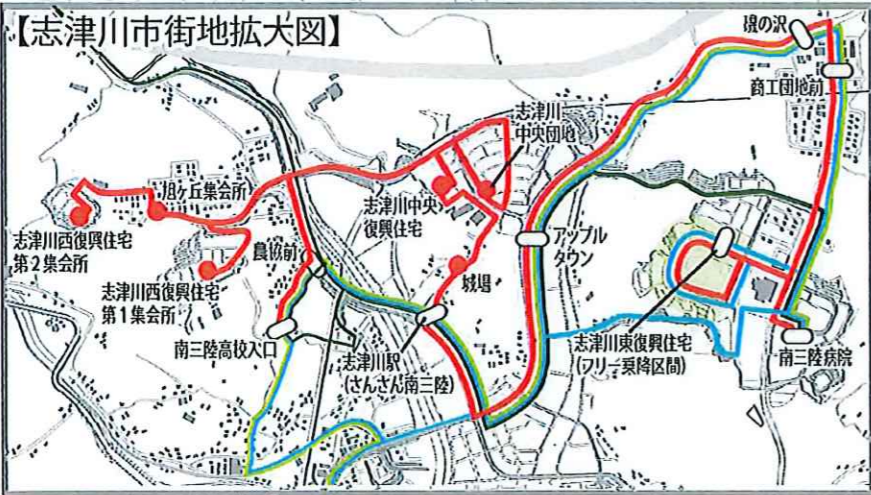 【志津川市街地拡大図】
磯の沢
商工団地前
志津川
中央団地
旭ヶ丘集会所
志津川中央
復興住宅
志津川西復興住宅
第2集会所
農協前
アップル
タウン
城場
志津川西復興住宅
第1集会所
南三陸高校入口
志津川駅
(さんさん南三陸)
志津川東復興住宅
(フリー乗降区間)
南三陸病院